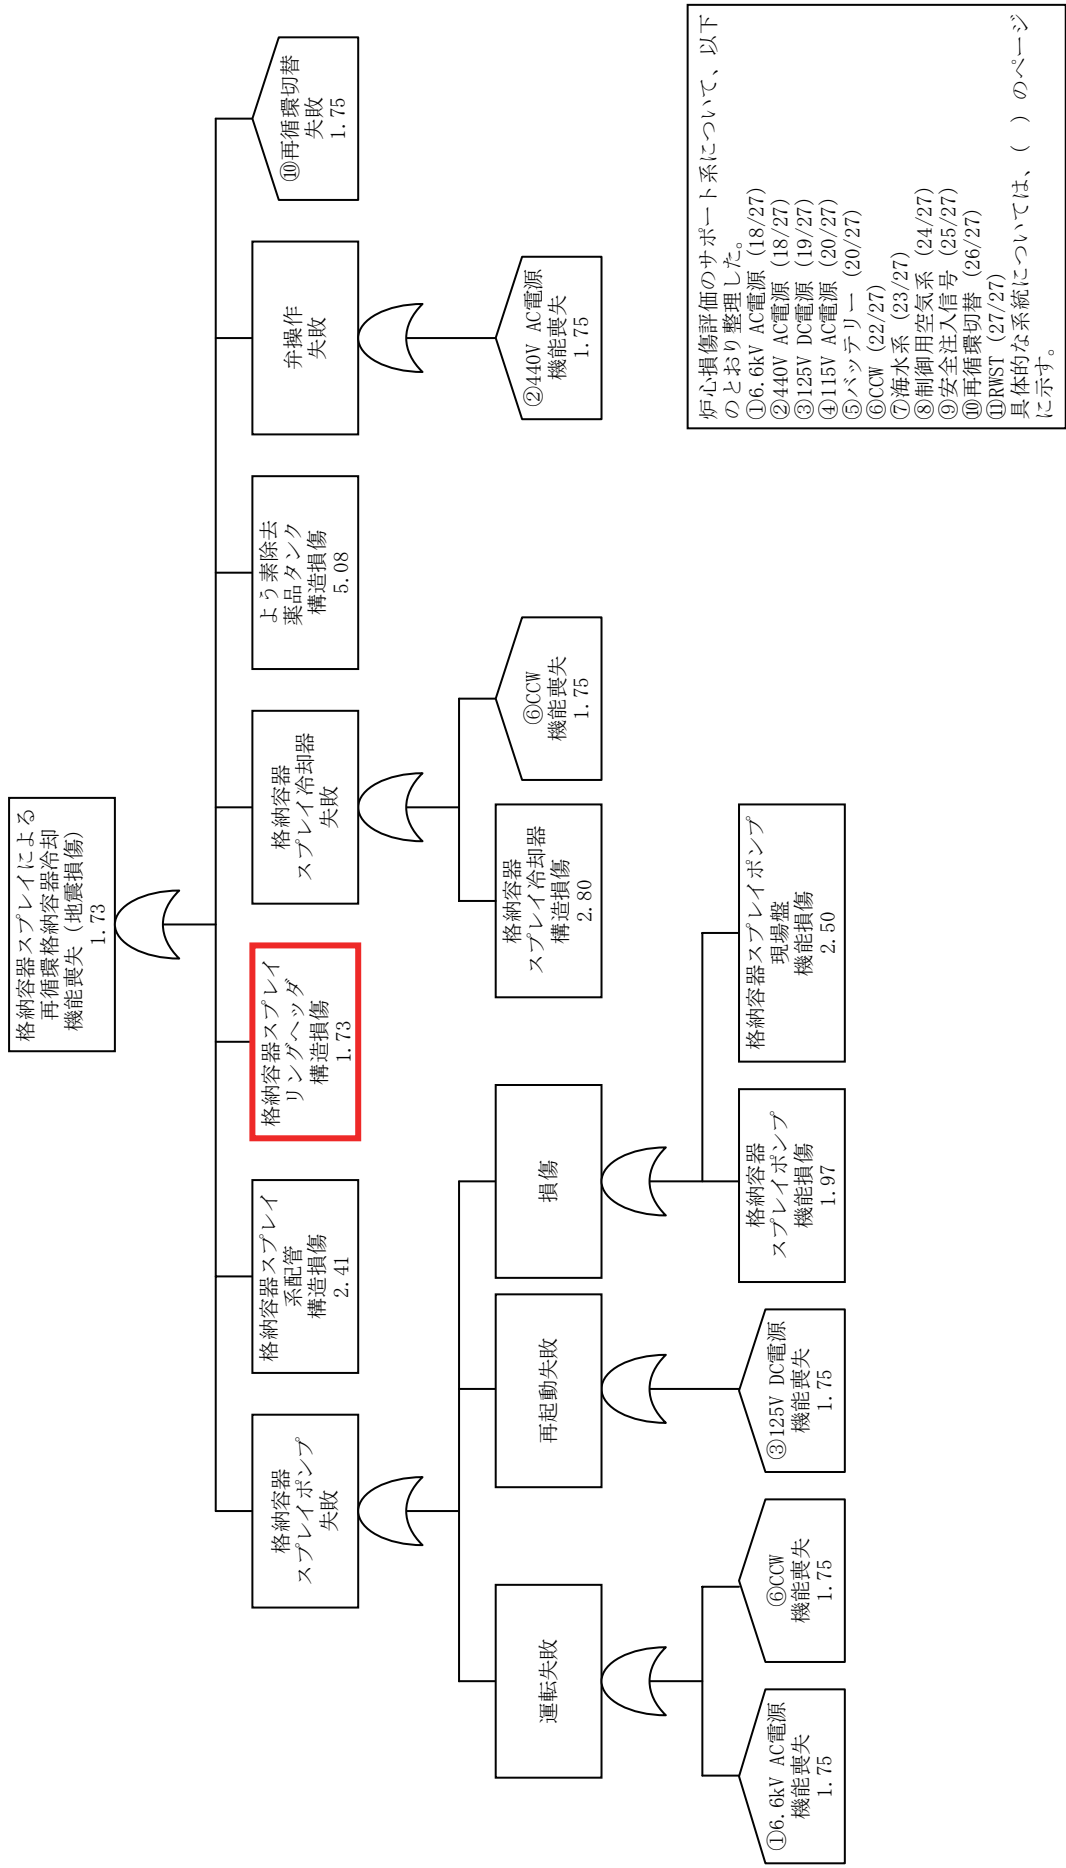 格納容器スプレイによる
再循環格納容器冷却
機能喪失（地震損傷）
1.73
格納容器
スプレイポンプ
失敗
格納容器スプレイ
系配管
構造損傷
2.41
格納容器スプレイ
リングヘッダ
構造損傷
1.73
格納容器
スプレイ冷却器
失敗
よう素除去
薬品タンク
構造損傷
5.08
弁操作
失敗
⑩再循環切替
失敗
1.75
運転失敗
再起動失敗
損傷
格納容器
スプレイ冷却器
構造損傷
2.80
⑥CCW
機能喪失
1.75
②440V AC電源
機能喪失
1.75
①6.6kV AC電源
機能喪失
1.75
⑥CCW
機能喪失
1.75
③125V DC電源
機能喪失
1.75
格納容器
スプレイポンプ
機能損傷
1.97
格納容器スプレイポンプ
現場盤
機能損傷
2.50
炉心損傷評価のサポート系について、以下
のとおり整理した。
①6.6kV AC電源 (18/27)
②440V AC電源 (18/27)
③125V DC電源 (19/27)
④115V AC電源 (20/27)
⑤バッテリー (20/27)
⑥CCW (22/27)
⑦海水系 (23/27)
⑧制御用空気系 (24/27)
⑨安全注入信号 (25/27)
⑩再循環切替 (26/27)
⑪RWST (27/27)
具体的な系統については、( ) のページ
に示す。